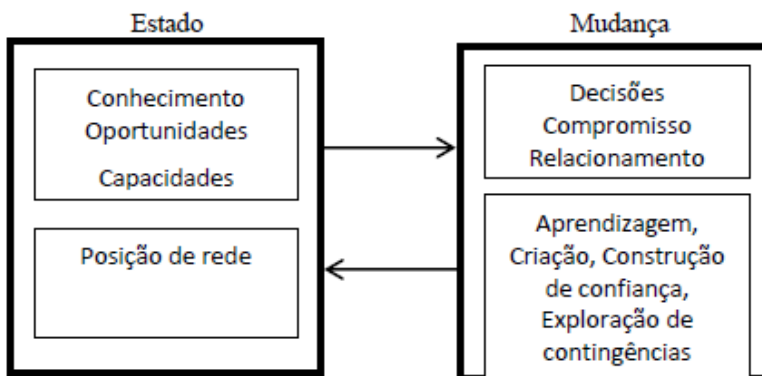 Estado
Conhecimento
Oportunidades
Capacidades
Posição de rede
Mudança
Decisões
Compromisso
Relacionamento
Aprendizagem,
Criação, Construção
de confiança,
Exploração de
contingências